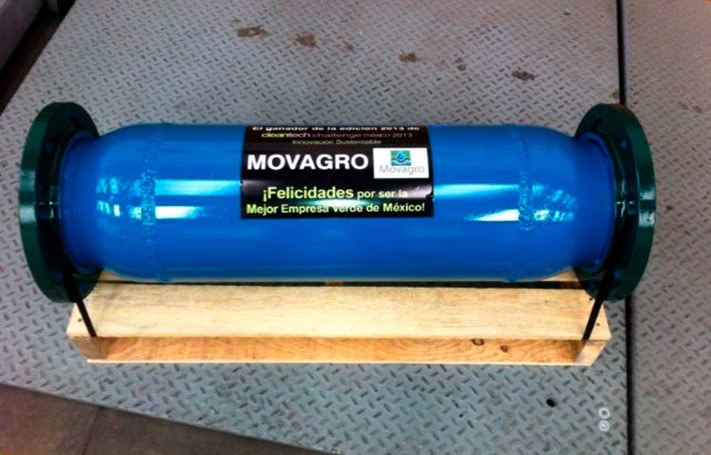 El ganador de la edición 2013 de
cleantech challenge méxico 2013
Innovación Sustentable
MOVAGRO
Movagro
¡Felicidades por ser la
Mejor Empresa Verde de México!